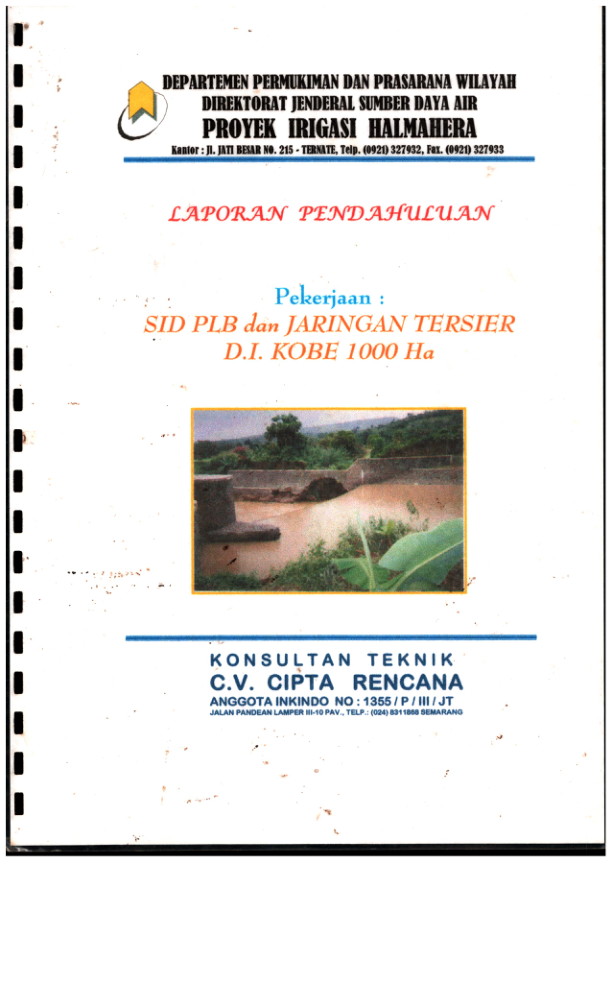 DEPARTEMEN PERMUKIMAN DAN PRASARANA WILAYAH
DIREKTORAT JENDERAL SUMBER DAYA AIR
PROYEK IRIGASI HALMAHERA
Kantor : Jl. JATI BESAR NO. 215 - TERNATE, Telp. (0921) 327932, Fax. (0921) 327933
LAPORAN PENDAHULUAN
Pekerjaan :
SID PLB dan JARINGAN TERSIER
D.I. KOBE 1000 Ha
KONSULTAN TEKNIK
C.V. CIPTA RENCANA
ANGGOTA INKINDO NO : 1355 / P / III / JT
JALAN PANDEAN LAMPER III-10 PAV., TELP.: (024) 8311866 SEMARANG